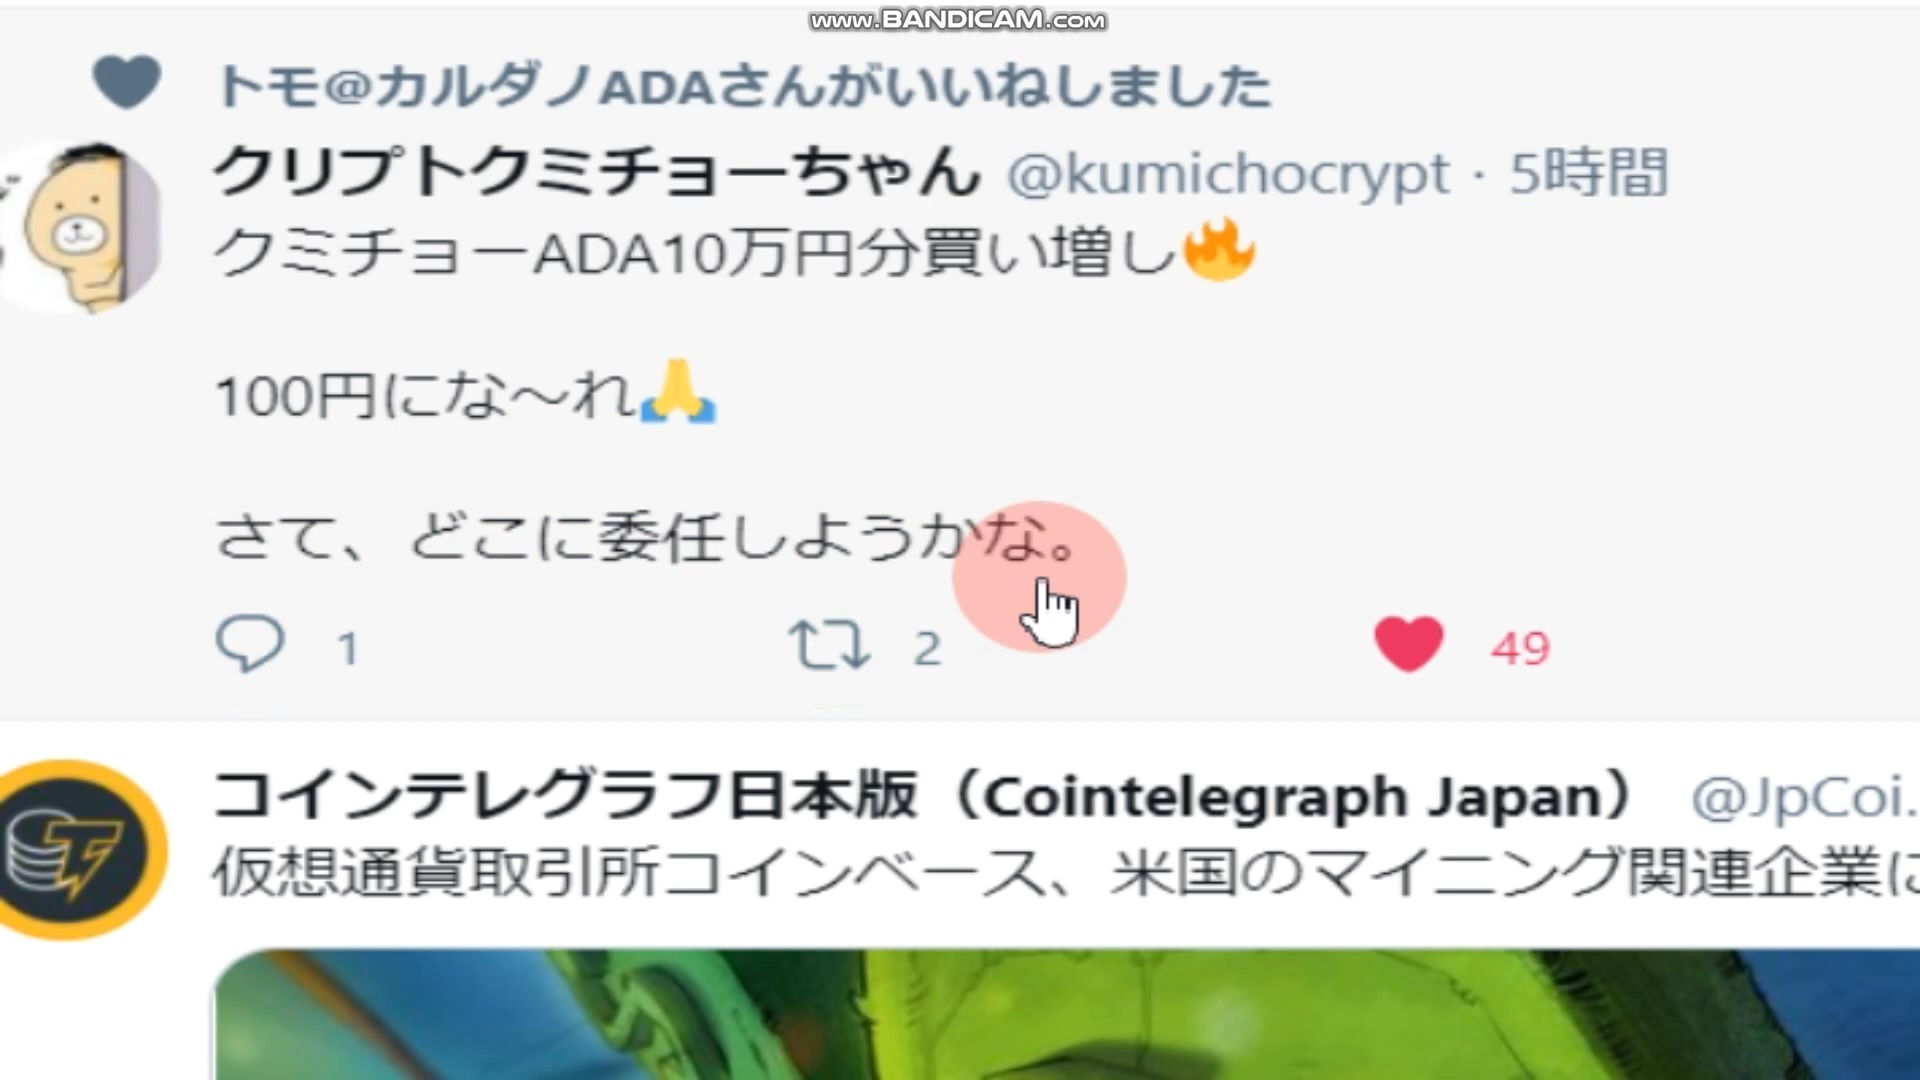 www.BANDICAM.com
トモ@カルダノADAさんがいいねしました
クリプトクミチョーちゃん @kumichocrypt · 5時間
クミチョーADA10万円分買い増し🔥
100円にな〜れ🙏
さて、どこに委任しようかな。
1 2 49
コインテレグラフ日本版（Cointelegraph Japan） @JpCoi.
仮想通貨取引所コインベース、米国のマイニング関連企業に